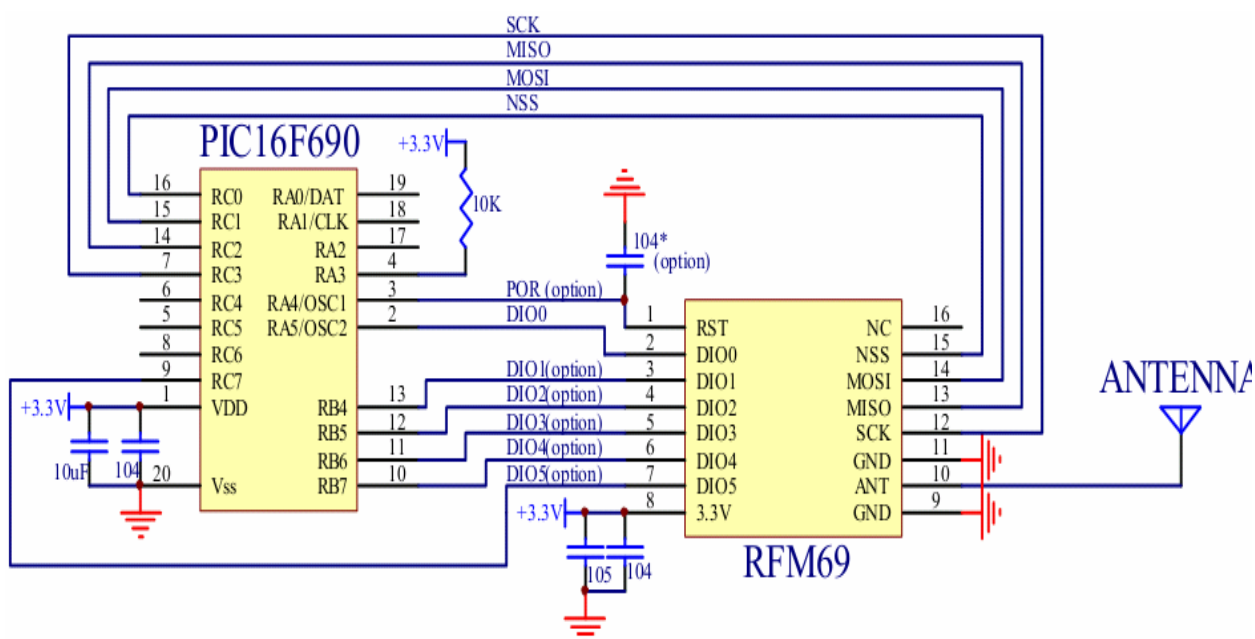 SCK
MISO
MOSI
NSS
PIC16F690
+3.3V
10K
16 RC0 RA0/DAT 19
15 RC1 RA1/CLK 18
14 RC2 RA2 17
7 RC3 RA3 4
6 RC4 RA4/OSC1 3
5 RC5 RA5/OSC2 2
8 RC6
9 RC7
1 VDD RB4 13
RB5 12
RB6 11
20 Vss RB7 10
+3.3V
10uF 104
104*
(option)
POR (option)
DIO0
DIO1(option)
DIO2(option)
DIO3(option)
DIO4(option)
DIO5(option)
+3.3V
105 104
1 RST NC 16
2 DIO0 NSS 15
3 DIO1 MOSI 14
4 DIO2 MISO 13
5 DIO3 SCK 12
6 DIO4 GND 11
7 DIO5 ANT 10
8 3.3V GND 9
RFM69
ANTENNA